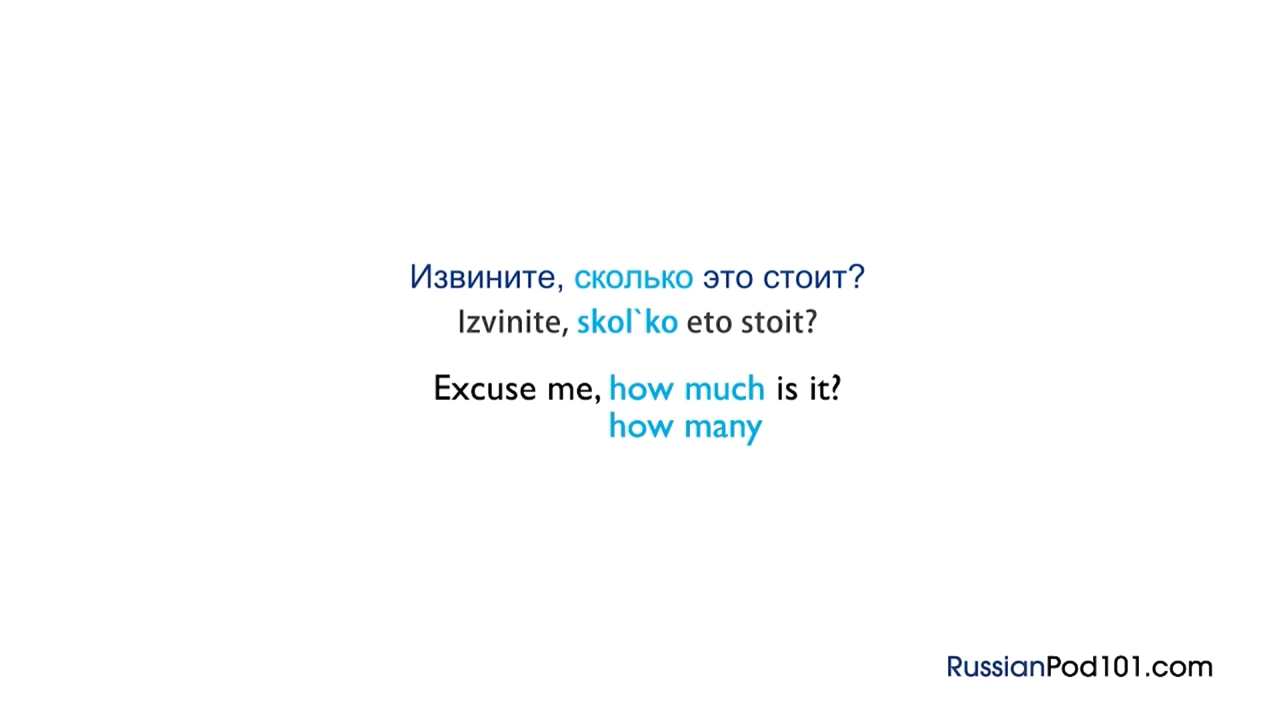 Извините, сколько это стоит?
Izvinite, skol`ko eto stoit?
Excuse me, how much is it?
how many
RussianPod101.com